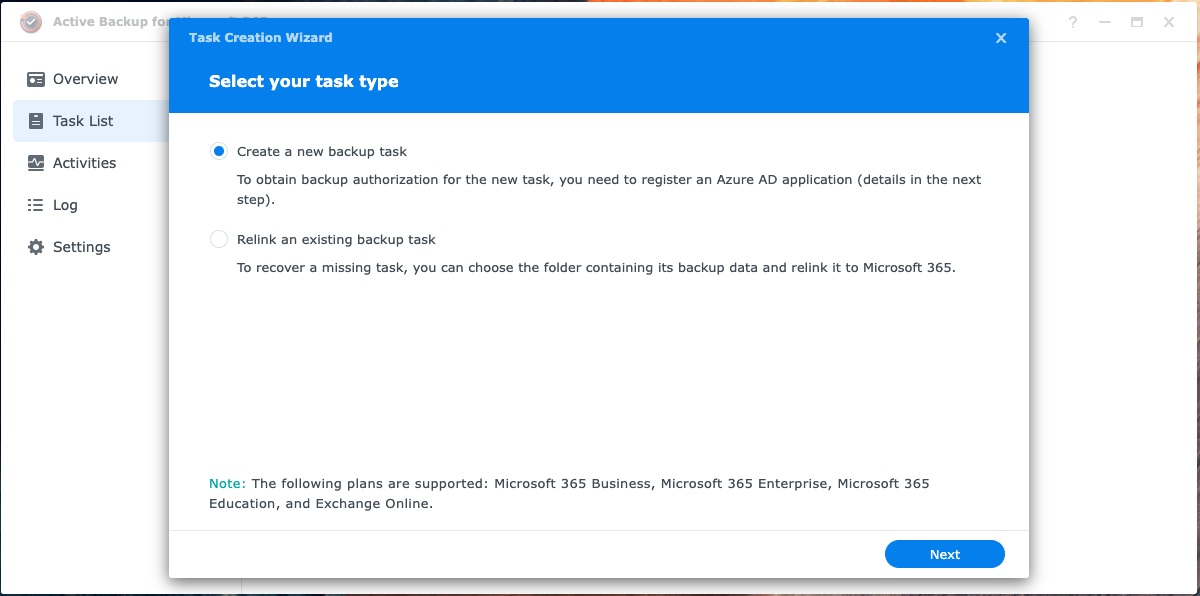 Active Backup for
Task Creation Wizard
Select your task type
Overview
Task List
Activities
Log
Settings
Create a new backup task
To obtain backup authorization for the new task, you need to register an Azure AD application (details in the next
step).
Relink an existing backup task
To recover a missing task, you can choose the folder containing its backup data and relink it to Microsoft 365.
Note: The following plans are supported: Microsoft 365 Business, Microsoft 365 Enterprise, Microsoft 365
Education, and Exchange Online.
Next